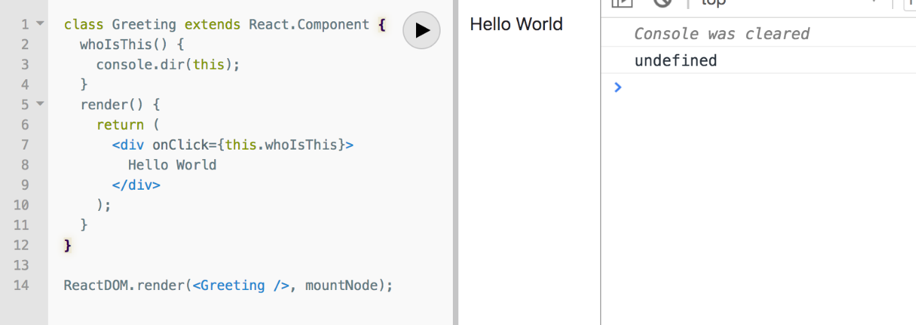 1 class Greeting extends React.Component {
2 whoIsThis() {
3 console.dir(this);
4 }
5 render() {
6 return (
7 <div onClick={this.whoIsThis}>
8 Hello World
9 </div>
10 );
11 }
12 }
13
14 ReactDOM.render(<Greeting />, mountNode);
Hello World
top
Console was cleared
undefined